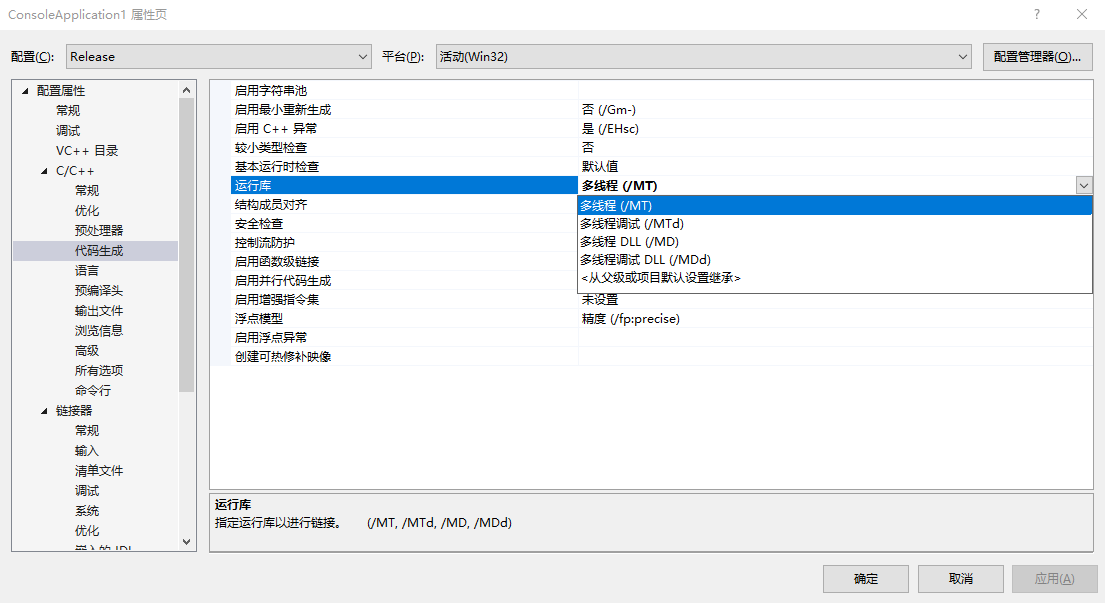 ConsoleApplication1 属性页
配置(C): Release 平台(P): 活动(Win32) 配置管理器(O)...
配置属性
常规
调试
VC++ 目录
C/C++
常规
优化
预处理器
代码生成
语言
预编译头
输出文件
浏览信息
高级
所有选项
命令行
链接器
常规
输入
清单文件
调试
系统
优化
启用字符串池
启用最小重新生成 否 (/Gm-)
启用 C++ 异常 是 (/EHsc)
较小类型检查 否
基本运行时检查 默认值
运行库 多线程 (/MT)
结构成员对齐
安全检查
控制流防护
启用函数级链接
启用并行代码生成
启用增强指令集 未设置
浮点模型 精度 (/fp:precise)
启用浮点异常
创建可热修补映像
多线程 (/MT)
多线程调试 (/MTd)
多线程 DLL (/MD)
多线程调试 DLL (/MDd)
<从父级或项目默认设置继承>
运行库
指定运行库以进行链接。 (/MT, /MTd, /MD, /MDd)
确定 取消 应用(A)